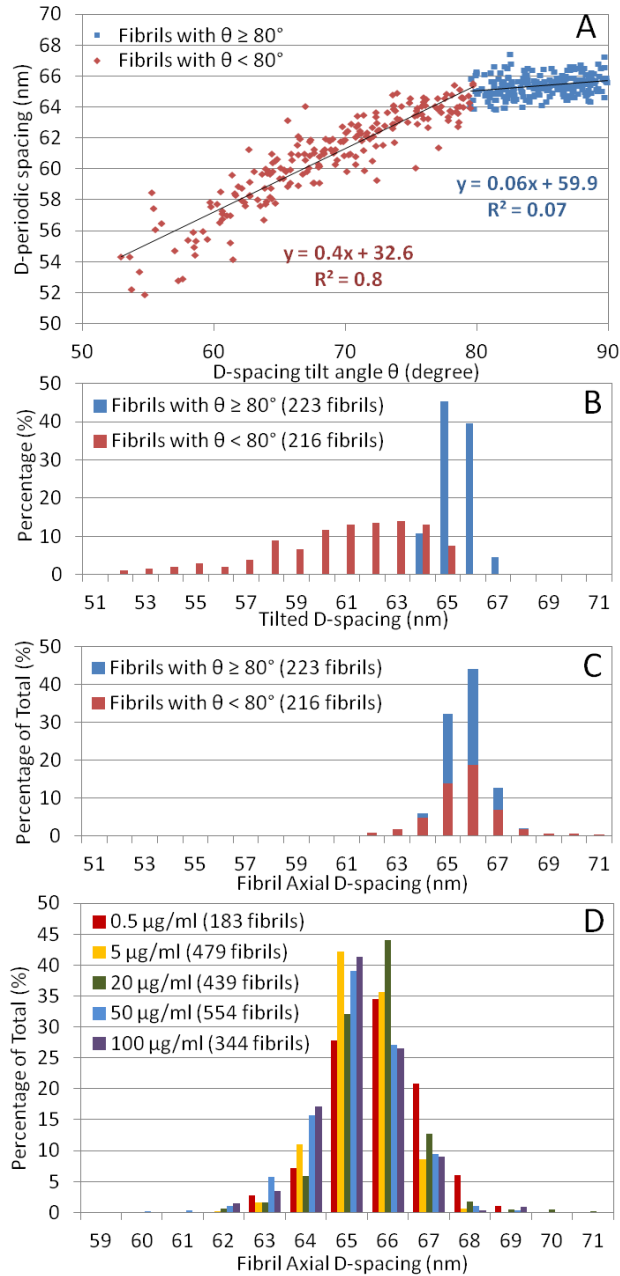 A
Fibrils with θ ≥ 80°
Fibrils with θ < 80°
70
68
66
64
62
60
58
56
54
52
50
D-periodic spacing (nm)
y = 0.06x + 59.9
R² = 0.07
y = 0.4x + 32.6
R² = 0.8
50 60 70 80 90
D-spacing tilt angle θ (degree)
B
Fibrils with θ ≥ 80° (223 fibrils)
Fibrils with θ < 80° (216 fibrils)
50
40
30
20
10
0
Percentage (%)
51 53 55 57 59 61 63 65 67 69 71
Tilted D-spacing (nm)
C
Fibrils with θ ≥ 80° (223 fibrils)
Fibrils with θ < 80° (216 fibrils)
50
40
30
20
10
0
Percentage of Total (%)
51 53 55 57 59 61 63 65 67 69 71
Fibril Axial D-spacing (nm)
D
0.5 µg/ml (183 fibrils)
5 µg/ml (479 fibrils)
20 µg/ml (439 fibrils)
50 µg/ml (554 fibrils)
100 µg/ml (344 fibrils)
50
45
40
35
30
25
20
15
10
5
0
Percentage of Total (%)
59 60 61 62 63 64 65 66 67 68 69 70 71
Fibril Axial D-spacing (nm)